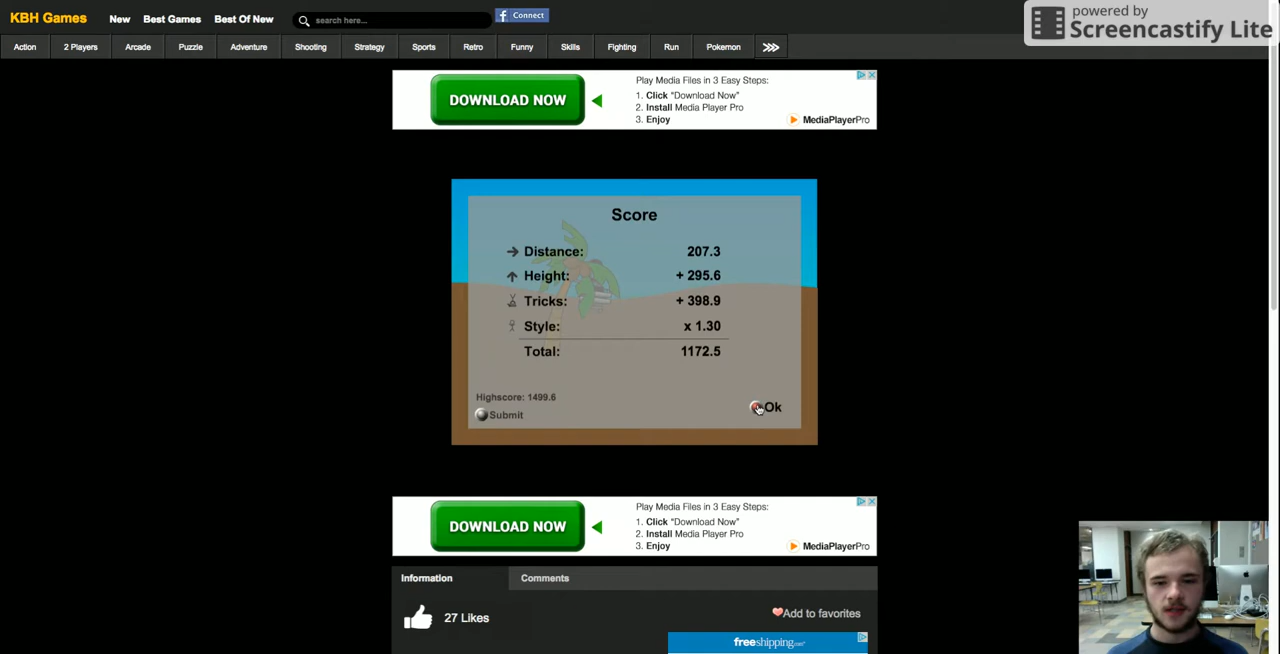 KBH Games New Best Games Best Of New search here... f Connect
powered by
Screencastify Lite
Action 2 Players Arcade Puzzle Adventure Shooting Strategy Sports Retro Funny Skills Fighting Run Pokemon
DOWNLOAD NOW
Play Media Files in 3 Easy Steps:
1. Click "Download Now"
2. Install Media Player Pro
3. Enjoy
MediaPlayerPro
Score
Distance: 207.3
Height: + 295.6
Tricks: + 398.9
Style: x 1.30
Total: 1172.5
Highscore: 1499.6
Submit
Ok
DOWNLOAD NOW
Play Media Files in 3 Easy Steps:
1. Click "Download Now"
2. Install Media Player Pro
3. Enjoy
MediaPlayerPro
Information Comments
27 Likes
Add to favorites
freeshipping.com